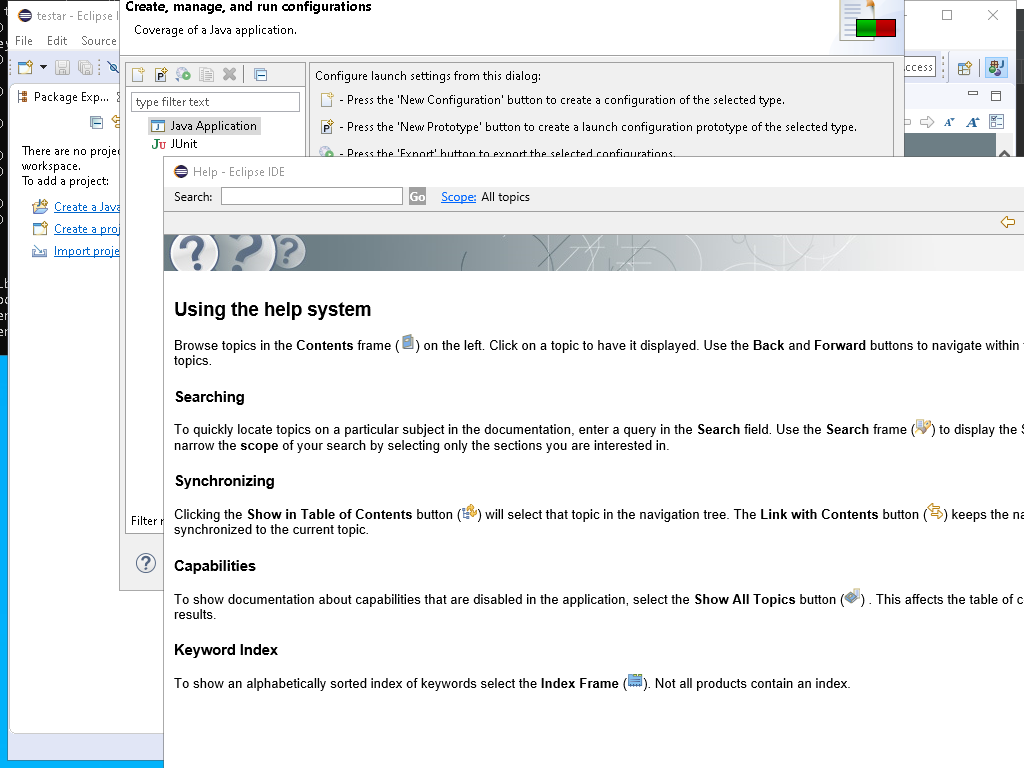 testar - Eclipse I
File Edit Source
Package Exp...
There are no proje
workspace.
To add a project:
Create a Java
Create a proj
Import proje
Create, manage, and run configurations
Coverage of a Java application.
type filter text
Java Application
JUnit
Filter r
Configure launch settings from this dialog:
- Press the 'New Configuration' button to create a configuration of the selected type.
- Press the 'New Prototype' button to create a launch configuration prototype of the selected type.
- Press the 'Export' button to export the selected configurations.
ccess
Help - Eclipse IDE
Search: Go Scope: All topics
Using the help system
Browse topics in the Contents frame ( ) on the left. Click on a topic to have it displayed. Use the Back and Forward buttons to navigate within
topics.
Searching
To quickly locate topics on a particular subject in the documentation, enter a query in the Search field. Use the Search frame ( ) to display the S
narrow the scope of your search by selecting only the sections you are interested in.
Synchronizing
Clicking the Show in Table of Contents button ( ) will select that topic in the navigation tree. The Link with Contents button ( ) keeps the na
synchronized to the current topic.
Capabilities
To show documentation about capabilities that are disabled in the application, select the Show All Topics button ( ) . This affects the table of c
results.
Keyword Index
To show an alphabetically sorted index of keywords select the Index Frame ( ). Not all products contain an index.